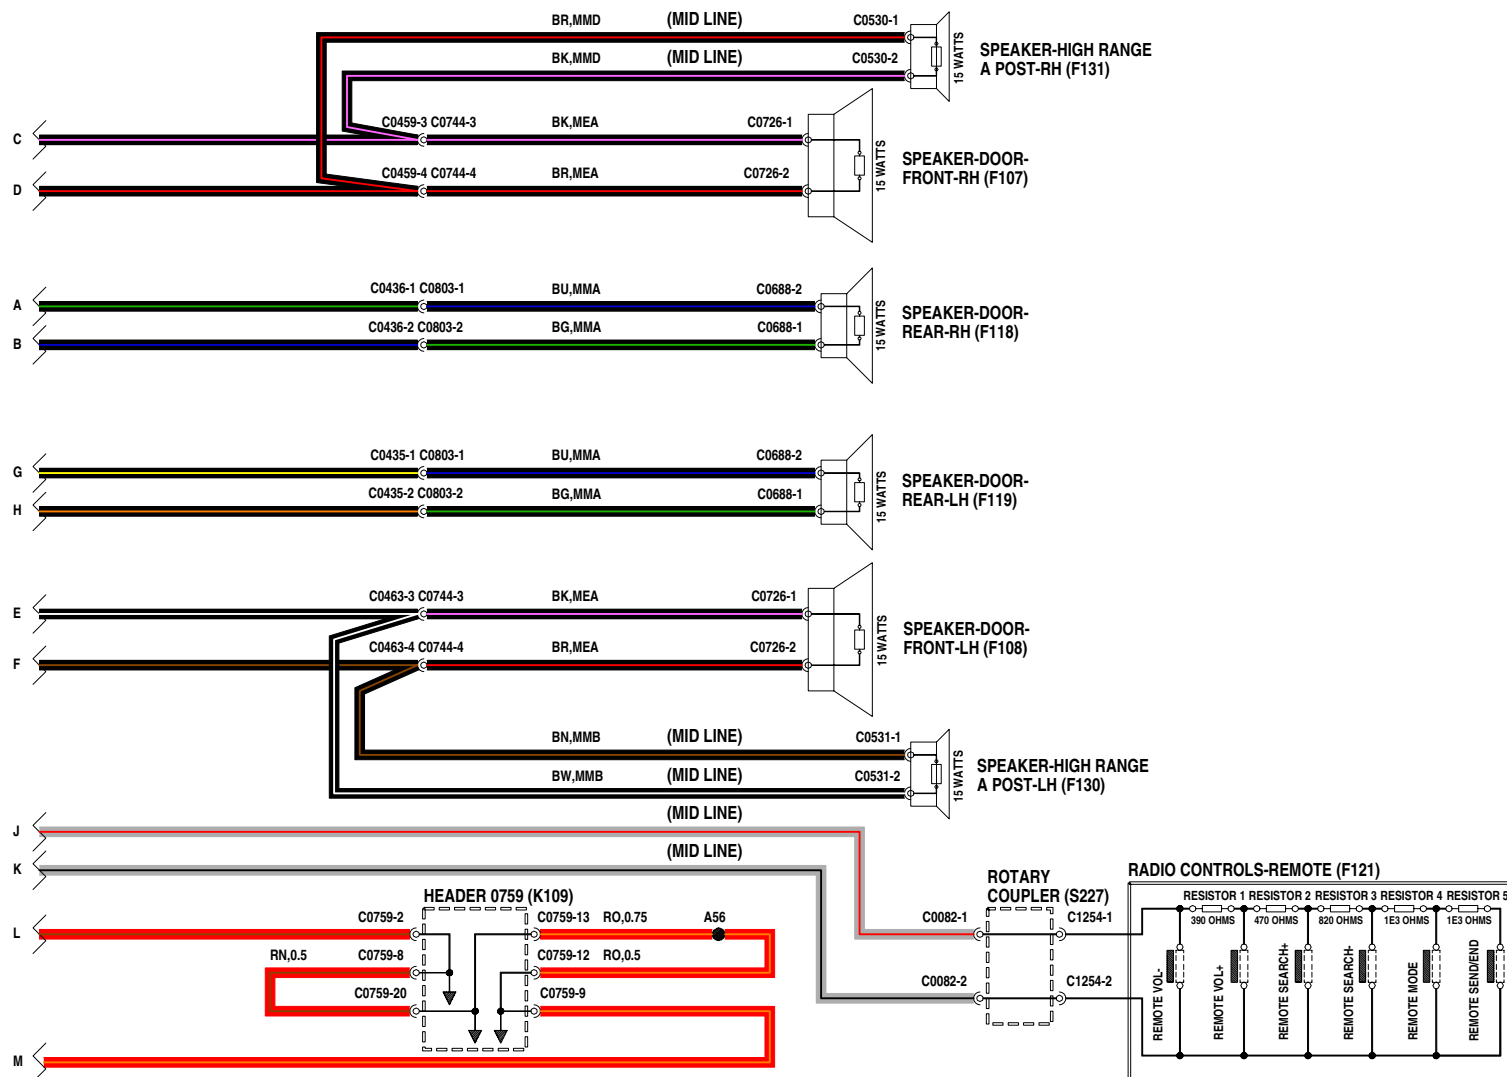 BR,MMD (MID LINE) C0530-1
BK,MMD (MID LINE) C0530-2
15 WATTS
SPEAKER-HIGH RANGE
A POST-RH (F131)
C C0459-3 C0744-3 BK,MEA C0726-1
D C0459-4 C0744-4 BR,MEA C0726-2
15 WATTS
SPEAKER-DOOR-
FRONT-RH (F107)
A C0436-1 C0803-1 BU,MMA C0688-2
B C0436-2 C0803-2 BG,MMA C0688-1
15 WATTS
SPEAKER-DOOR-
REAR-RH (F118)
G C0435-1 C0803-1 BU,MMA C0688-2
H C0435-2 C0803-2 BG,MMA C0688-1
15 WATTS
SPEAKER-DOOR-
REAR-LH (F119)
E C0463-3 C0744-3 BK,MEA C0726-1
F C0463-4 C0744-4 BR,MEA C0726-2
15 WATTS
SPEAKER-DOOR-
FRONT-LH (F108)
BN,MMB (MID LINE) C0531-1
BW,MMB (MID LINE) C0531-2
15 WATTS
SPEAKER-HIGH RANGE
A POST-LH (F130)
J (MID LINE)
K (MID LINE)
HEADER 0759 (K109)
L C0759-2 C0759-13 RO,0.75 A56
RN,0.5 C0759-8 C0759-12 RO,0.5
C0759-20 C0759-9
M
ROTARY
COUPLER (S227)
C0082-1 C1254-1
C0082-2 C1254-2
RADIO CONTROLS-REMOTE (F121)
RESISTOR 1 RESISTOR 2 RESISTOR 3 RESISTOR 4 RESISTOR 5
390 OHMS 470 OHMS 820 OHMS 1E3 OHMS 1E3 OHMS
REMOTE VOL-
REMOTE VOL+
REMOTE SEARCH+
REMOTE SEARCH-
REMOTE MODE
REMOTE SEND/END